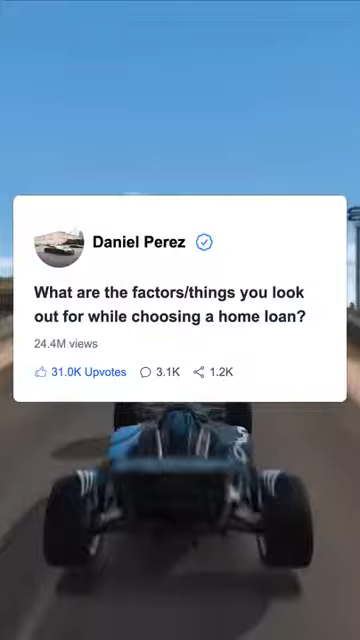 Daniel Perez
What are the factors/things you look
out for while choosing a home loan?
24.4M views
31.0K Upvotes 3.1K 1.2K